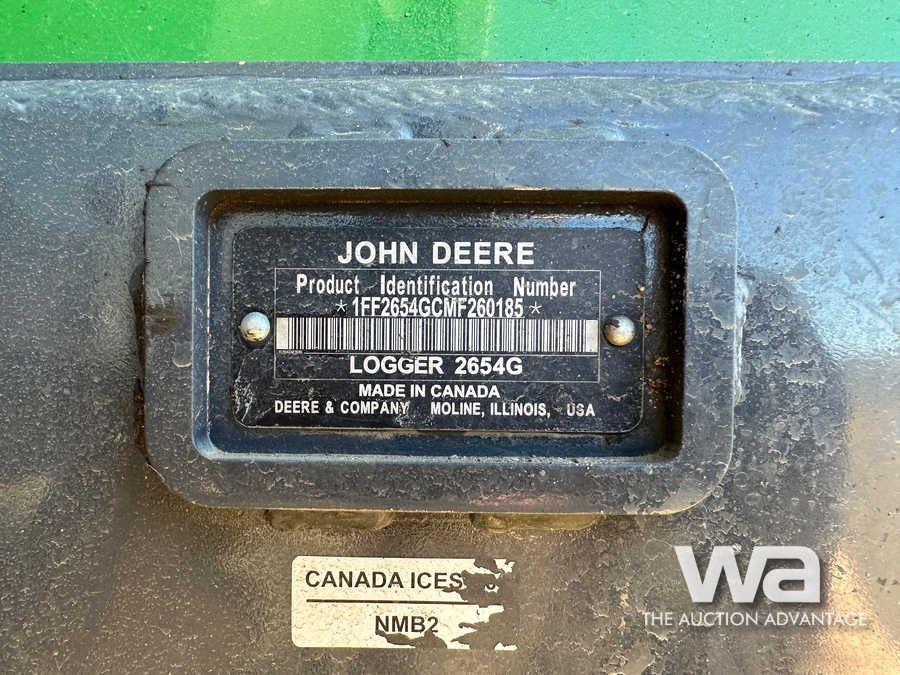 JOHN DEERE
Product Identification Number
*1FF2654GCMF260185*
LOGGER 2654G
MADE IN CANADA
DEERE & COMPANY MOLINE, ILLINOIS, USA
CANADA ICES
NMB2
wa
THE AUCTION ADVANTAGE